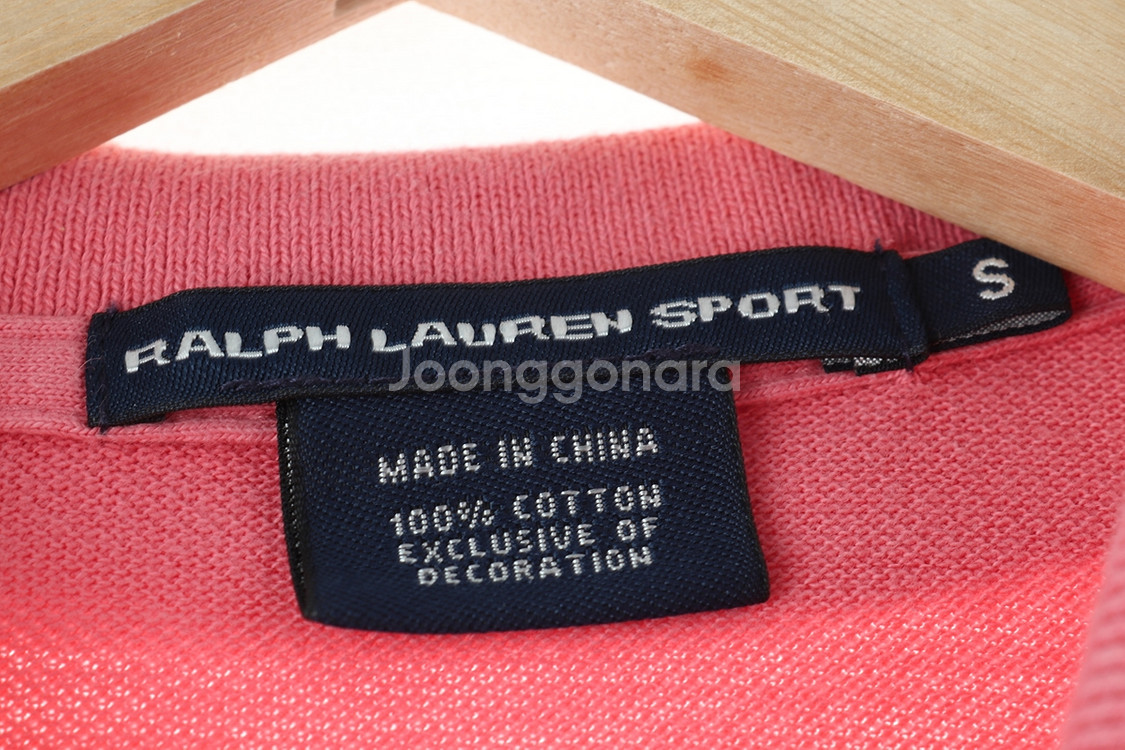 RALPH LAUREN SPORT
S
Joonggonara
MADE IN CHINA
100% COTTON
EXCLUSIVE OF
DECORATION